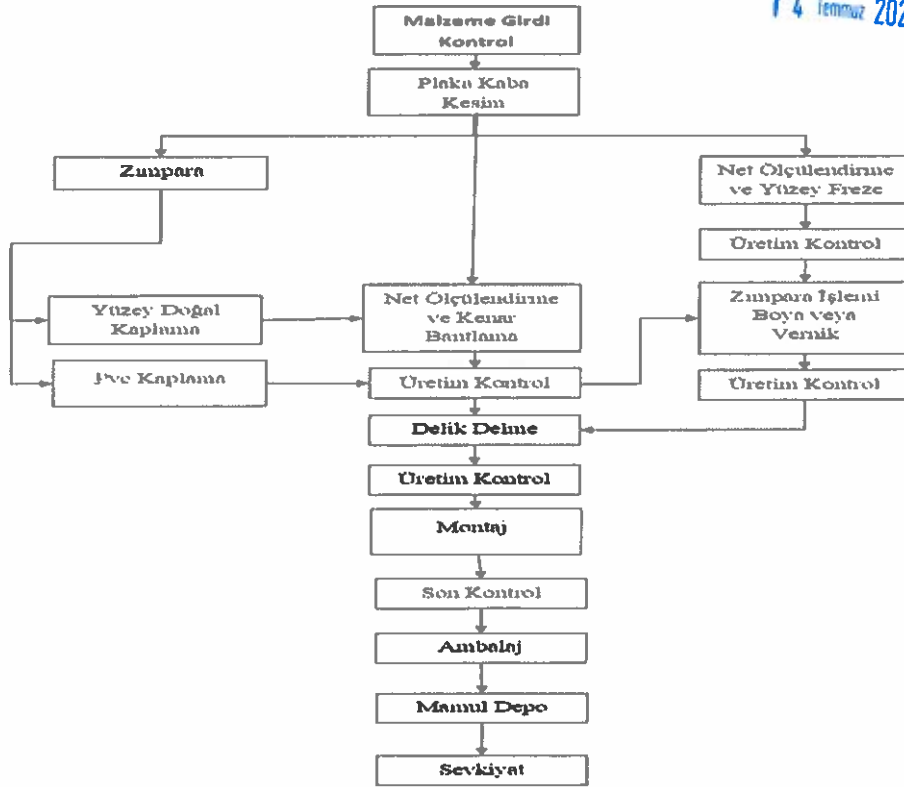 4 Temmuz 202
Malzeme Girdi
Kontrol
Plaka Kaba
Kesim
Zımpara
Net Ölçülendirme
ve Yüzey Freze
Üretim Kontrol
Yüzey Doğal
Kaplama
Net Ölçülendirme
ve Kenar
Bantlama
Zımpara İşlemi
Boya veya
Vernik
Pvc Kaplama
Üretim Kontrol
Üretim Kontrol
Delik Delme
Üretim Kontrol
Montaj
Son Kontrol
Ambalaj
Mamul Depo
Sevkiyat